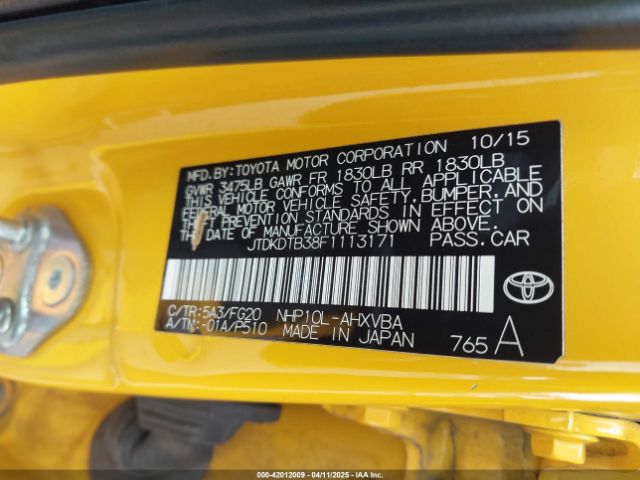 MFD. BY: TOYOTA MOTOR CORPORATION 10/15
GVWR 3475LB GAWR FR 1830LB RR 1830LB
THIS VEHICLE CONFORMS TO ALL APPLICABLE
FEDERAL MOTOR VEHICLE SAFETY, BUMPER, AND
THEFT PREVENTION STANDARDS IN EFFECT ON
THE DATE OF MANUFACTURE SHOWN ABOVE.
JTDKDTB38F1113171 PASS. CAR
C/TR:5A3/FG20 NHP10L-AHXVBA
A/TM:-01A/P510 MADE IN JAPAN
765 A
000-42012009 - 04/11/2025 - IAAI.COM